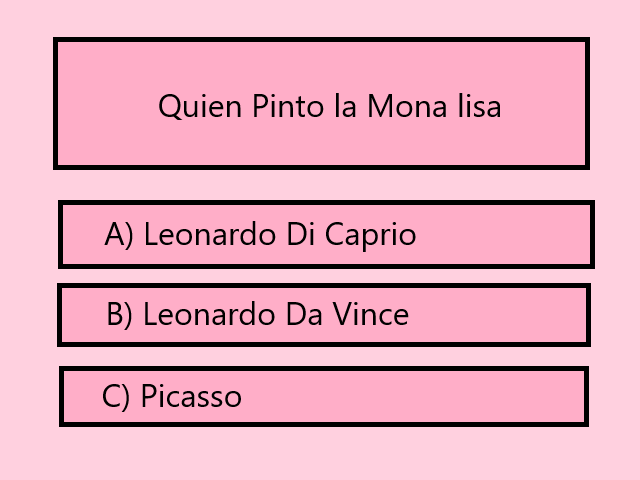 Quien Pinto la Mona lisa
A) Leonardo Di Caprio
B) Leonardo Da Vince
C) Picasso